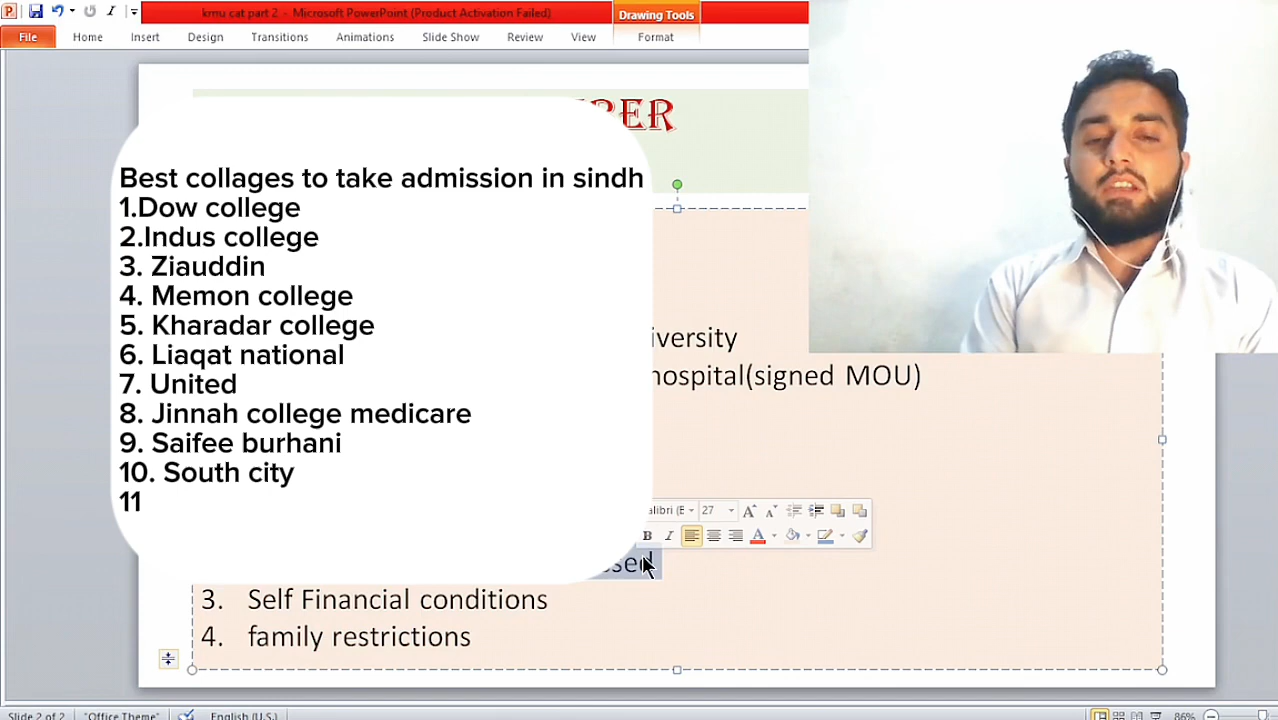 kmu cat part 2 - Microsoft PowerPoint (Product Activation Failed)
Drawing Tools
File Home Insert Design Transitions Animations Slide Show Review View Format
Best collages to take admission in sindh
1.Dow college
2.Indus college
3. Ziauddin
4. Memon college
5. Kharadar college
6. Liaqat national
7. United
8. Jinnah college medicare
9. Saifee burhani
10. South city
11
iversity
hospital(signed MOU)
27
B I
3. Self Financial conditions
4. family restrictions
Slide 2 of 2 "Office Theme" English (U.S.) 86%